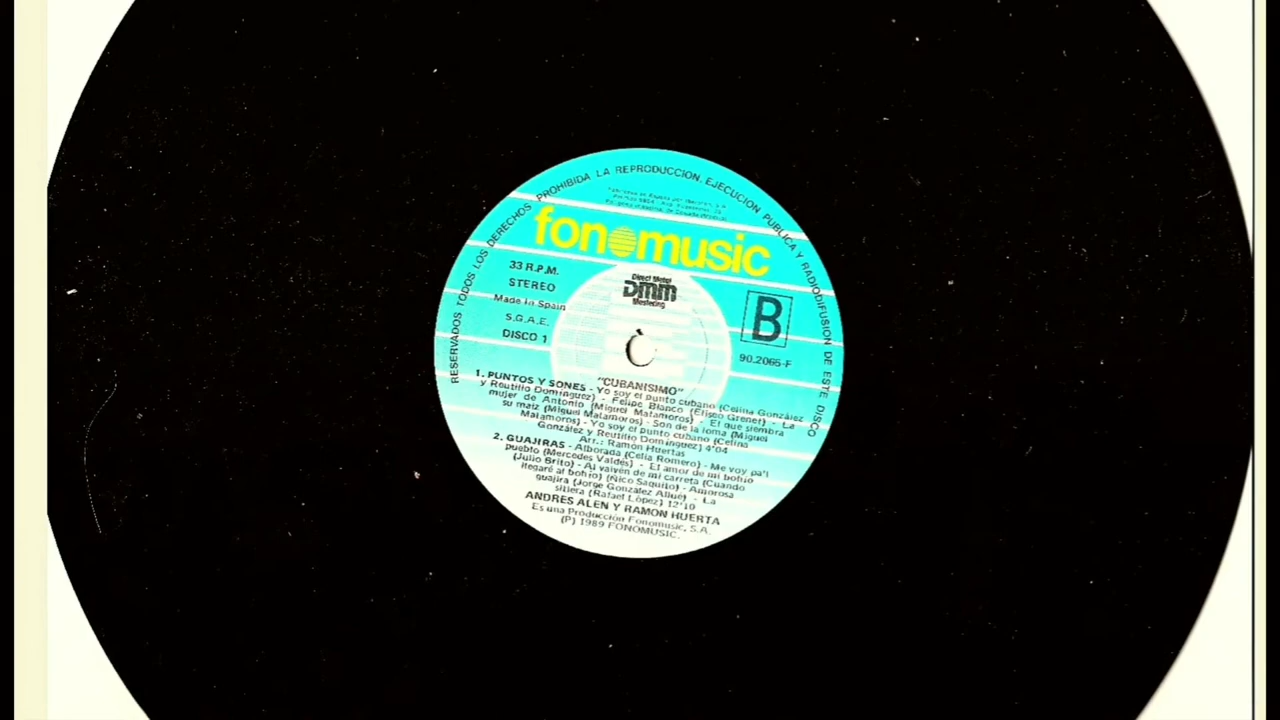 RESERVADOS TODOS LOS DERECHOS PROHIBIDA LA REPRODUCCION, EJECUCION PUBLICA Y RADIODIFUSION DE ESTE DISCO
fonomusic
33 R.P.M.
STEREO
Made in Spain
S.G.A.E.
DISCO 1
Direct Metal
DMM
Mastering
B
90.2065-F
"CUBANISIMO"
1. PUNTOS Y SONES - Yo soy el punto cubano (Celina González
y Reutilio Domínguez) - Felipe Blanco (Eliseo Grenet) - La
mujer de Antonio (Miguel Matamoros) - El que siembra
su maíz (Miguel Matamoros) - Son de la loma (Miguel
Matamoros) - Yo soy el punto cubano (Celina
González y Reutilio Domínguez) 4'04
Arr.: Ramón Huertas
2. GUAJIRAS - Alborada (Celia Romero) - Me voy pa'l
pueblo (Mercedes Valdés) - El amor de mi bohío
(Julio Brito) - Al vaivén de mi carreta (Cuando
llegaré al bohío) (Ñico Saquito) - Amorosa
guajira (Jorge González Allué) - La
sitiera (Rafael López) 12'10
ANDRES ALEN Y RAMON HUERTA
Es una Producción Fonomusic, S.A.
(P) 1989 FONOMUSIC.